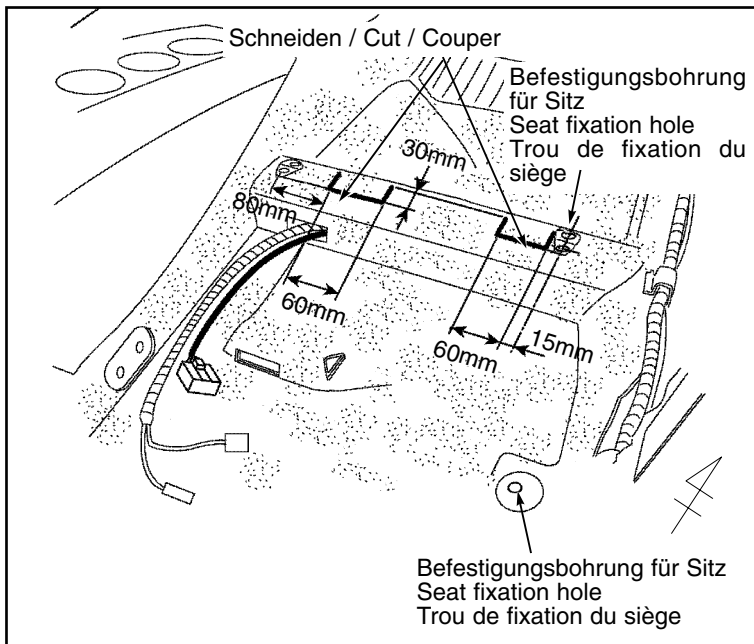 Schneiden / Cut / Couper
Befestigungsbohrung
für Sitz
Seat fixation hole
Trou de fixation du
siège
30mm
80mm
60mm
60mm
15mm
Befestigungsbohrung für Sitz
Seat fixation hole
Trou de fixation du siège